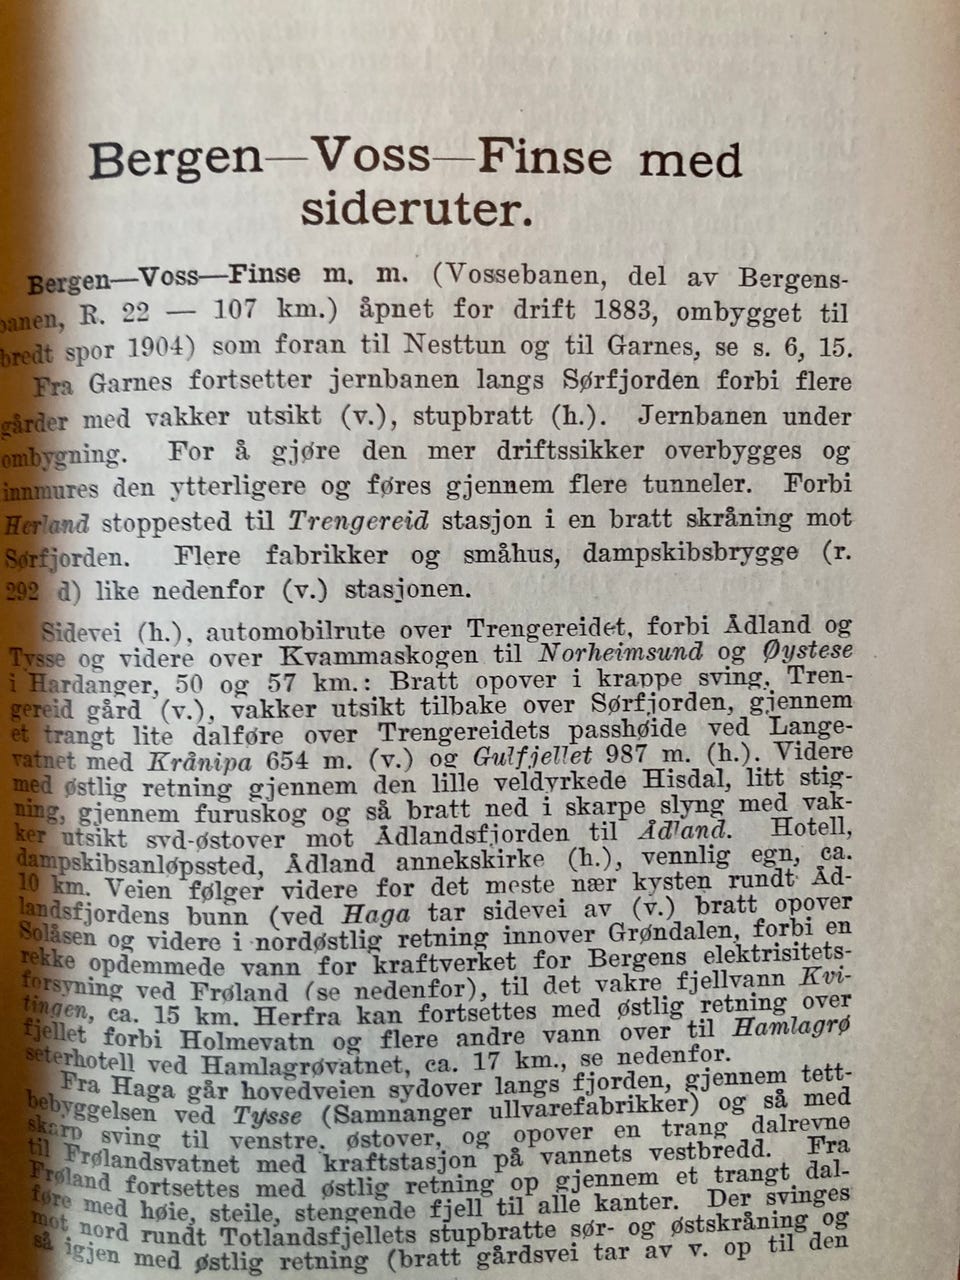 Bergen—Voss—Finse med
sideruter.
Bergen—Voss—Finse m. m. (Vossebanen, del av Bergens-
banen, R. 22 — 107 km.) åpnet for drift 1883, ombygget til
bredt spor 1904) som foran til Nesttun og til Garnes, se s. 6, 15.
Fra Garnes fortsetter jernbanen langs Sørfjorden forbi flere
gårder med vakker utsikt (v.), stupbratt (h.). Jernbanen under
ombygning. For å gjøre den mer driftssikker overbygges og
innmures den ytterligere og føres gjennem flere tunneler. Forbi
Herland stoppested til Trengereid stasjon i en bratt skråning mot
Sørfjorden. Flere fabrikker og småhus, dampskibsbrygge (r.
292 d) like nedenfor (v.) stasjonen.
Sidevei (h.), automobilrute over Trengereidet, forbi Ådland og
Tysse og videre over Kvammaskogen til Norheimsund og Øystese
i Hardanger, 50 og 57 km.: Bratt opover i krappe sving, Tren-
gereid gård (v.), vakker utsikt tilbake over Sørfjorden, gjennem
et trangt lite dalføre over Trengereidets passhøide ved Lange-
vatnet med Krånipa 654 m. (v.) og Gulfjellet 987 m. (h.). Videre
med østlig retning gjennem den lille veldyrkede Hisdal, litt stig-
ning, gjennem furuskog og så bratt ned i skarpe slyng med vak-
ker utsikt syd-østover mot Ådlandsfjorden til Ådland. Hotell,
dampskibsanløpssted, Ådland annekskirke (h.), vennlig egn, ca.
10 km. Veien følger videre for det meste nær kysten rundt Åd-
landsfjordens bunn (ved Haga tar sidevei av (v.) bratt opover
Solåsen og videre i nordøstlig retning innover Grøndalen, forbi en
rekke opdemmede vann for kraftverket for Bergens elektrisitets-
forsyning ved Frøland (se nedenfor), til det vakre fjellvann Kvi-
tingen, ca. 15 km. Herfra kan fortsettes med østlig retning over
fjellet forbi Holmevatn og flere andre vann over til Hamlagrø
seterhotell ved Hamlagrøvatnet, ca. 17 km., se nedenfor.
Fra Haga går hovedveien sydover langs fjorden, gjennem tett-
bebyggelsen ved Tysse (Samnanger ullvarefabrikker) og så med
skarp sving til venstre, østover, og opover en trang dalrevne
til Frølandsvatnet med kraftstasjon på vannets vestbredd. Fra
Frøland fortsettes med østlig retning op gjennem et trangt dal-
føre med høie, steile, stengende fjell til alle kanter. Der svinges
mot nord rundt Totlandsfjellets stupbratte sør- og østskråning og
så igjen med østlig retning (bratt gårdsvei tar av v. op til den